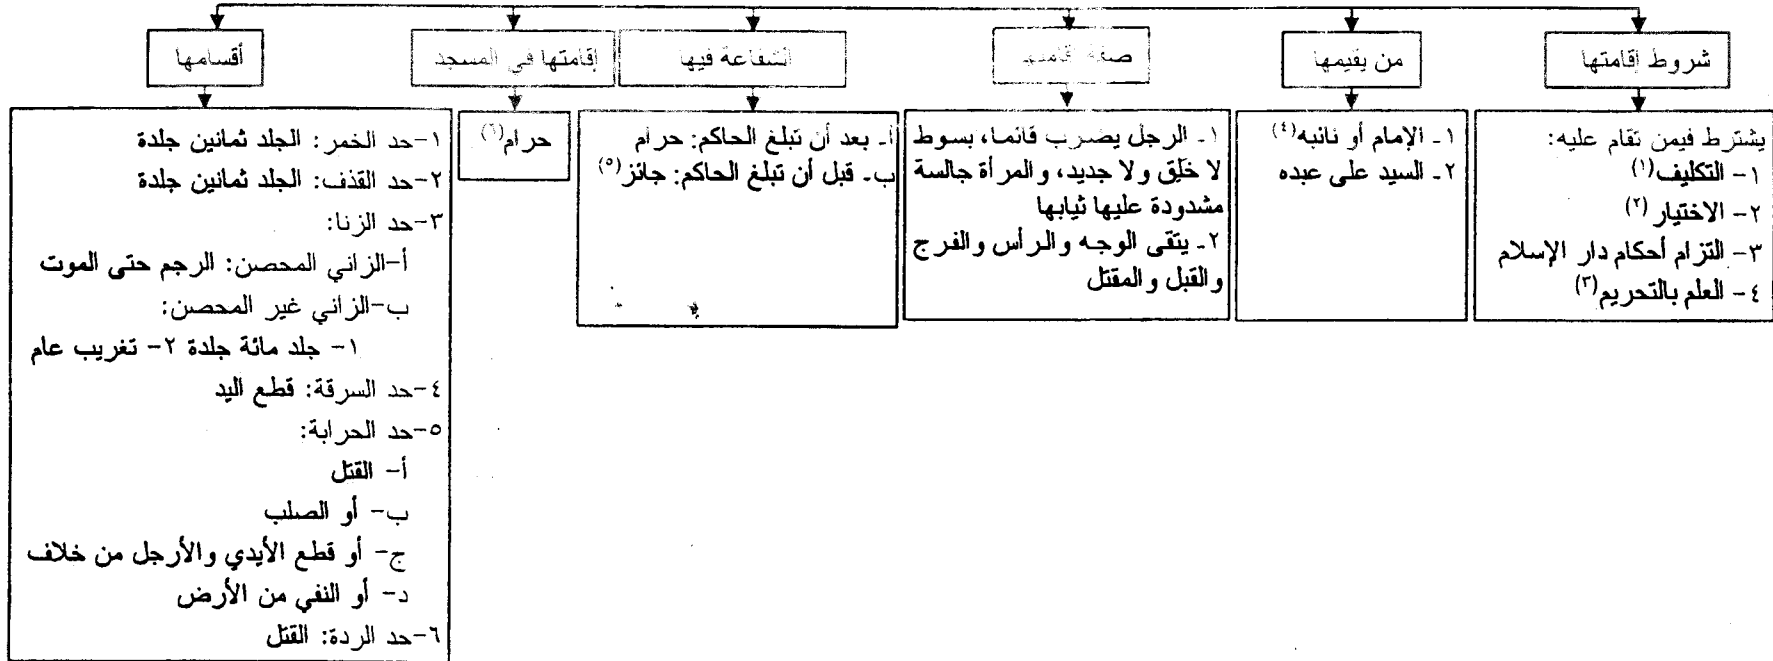 شروط إقامتها
يشترط فيمن تقام عليه:
١- التكليف(١)
٢- الاختيار(٢)
٣- التزام أحكام دار الإسلام
٤- العلم بالتحريم(٣)
من يقيمها
١- الإمام أو نائبه(٤)
٢- السيد على عبده
صفة إقامتها
١- الرجل يضرب قائما، بسوط
لا خَلِق ولا جديد، والمرأة جالسة
مشدودة عليها ثيابها
٢- يتقى الوجه والرأس والفرج
والقبل والمقتل
الشفاعة فيها
أ- بعد أن تبلغ الحاكم: حرام
ب- قبل أن تبلغ الحاكم: جائز(٥)
إقامتها في المسجد
حرام(٦)
أقسامها
١-حد الخمر: الجلد ثمانين جلدة
٢-حد القذف: الجلد ثمانين جلدة
٣-حد الزنا:
أ-الزاني المحصن: الرجم حتى الموت
ب-الزاني غير المحصن:
١- جلد مائة جلدة ٢- تغريب عام
٤-حد السرقة: قطع اليد
٥-حد الحرابة:
أ- القتل
ب- أو الصلب
ج- أو قطع الأيدي والأرجل من خلاف
د- أو النفي من الأرض
٦-حد الردة: القتل